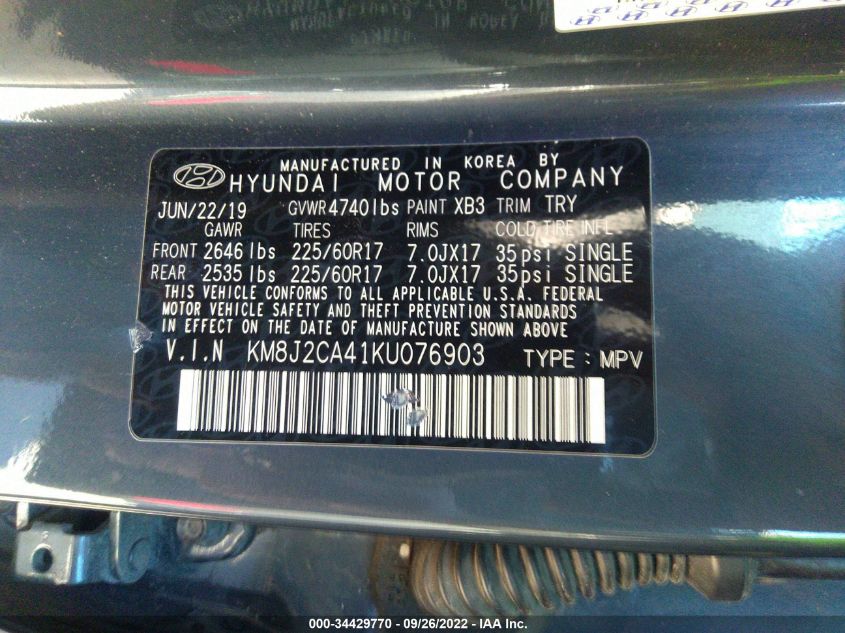 MANUFACTURED IN KOREA BY
HYUNDAI MOTOR COMPANY
JUN/22/19 GVWR 4740lbs PAINT XB3 TRIM TRY
GAWR TIRES RIMS COLD TIRE INFL
FRONT 2646lbs 225/60R17 7.0JX17 35psi SINGLE
REAR 2535lbs 225/60R17 7.0JX17 35psi SINGLE
THIS VEHICLE CONFORMS TO ALL APPLICABLE U.S.A. FEDERAL
MOTOR VEHICLE SAFETY AND THEFT PREVENTION STANDARDS
IN EFFECT ON THE DATE OF MANUFACTURE SHOWN ABOVE
V.I.N KM8J2CA41KU076903 TYPE : MPV
000-34429770 - 09/26/2022 - IAA Inc.